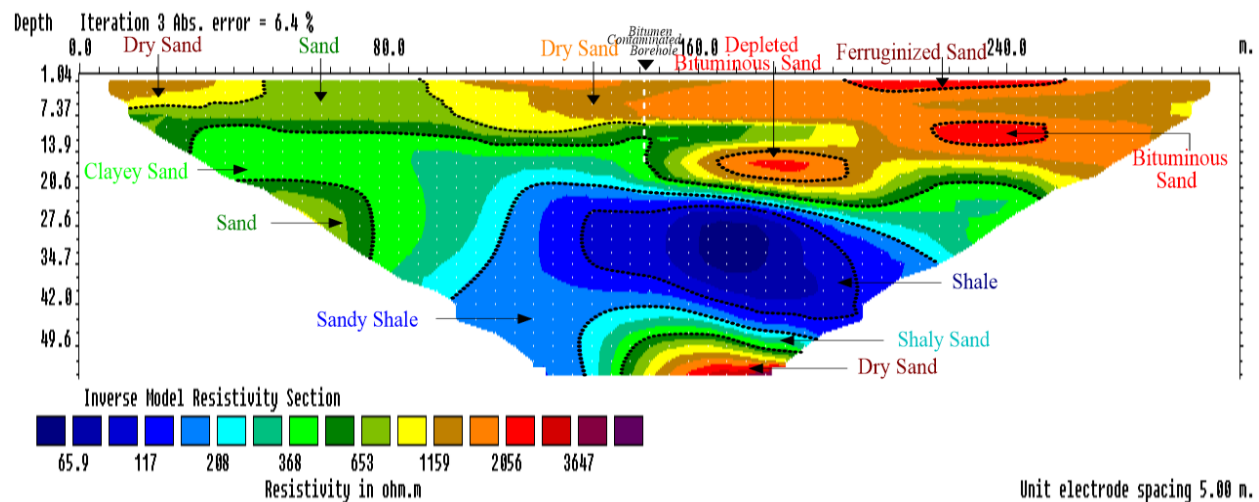 Depth Iteration 3 Abs. error = 6.4 %
Bitumen
Contaminated
Borehole
0.0 80.0 160.0 240.0 m.
Dry Sand
Sand
Dry Sand
Depleted
Bituminous Sand
Ferruginized Sand
1.04
7.37
13.9
20.6
27.6
34.7
42.0
49.6
Clayey Sand
Sand
Sandy Shale
Bituminous
Sand
Shale
Shaly Sand
Dry Sand
Inverse Model Resistivity Section
65.9 117 208 368 653 1159 2056 3647
Resistivity in ohm.m
Unit electrode spacing 5.00 m.